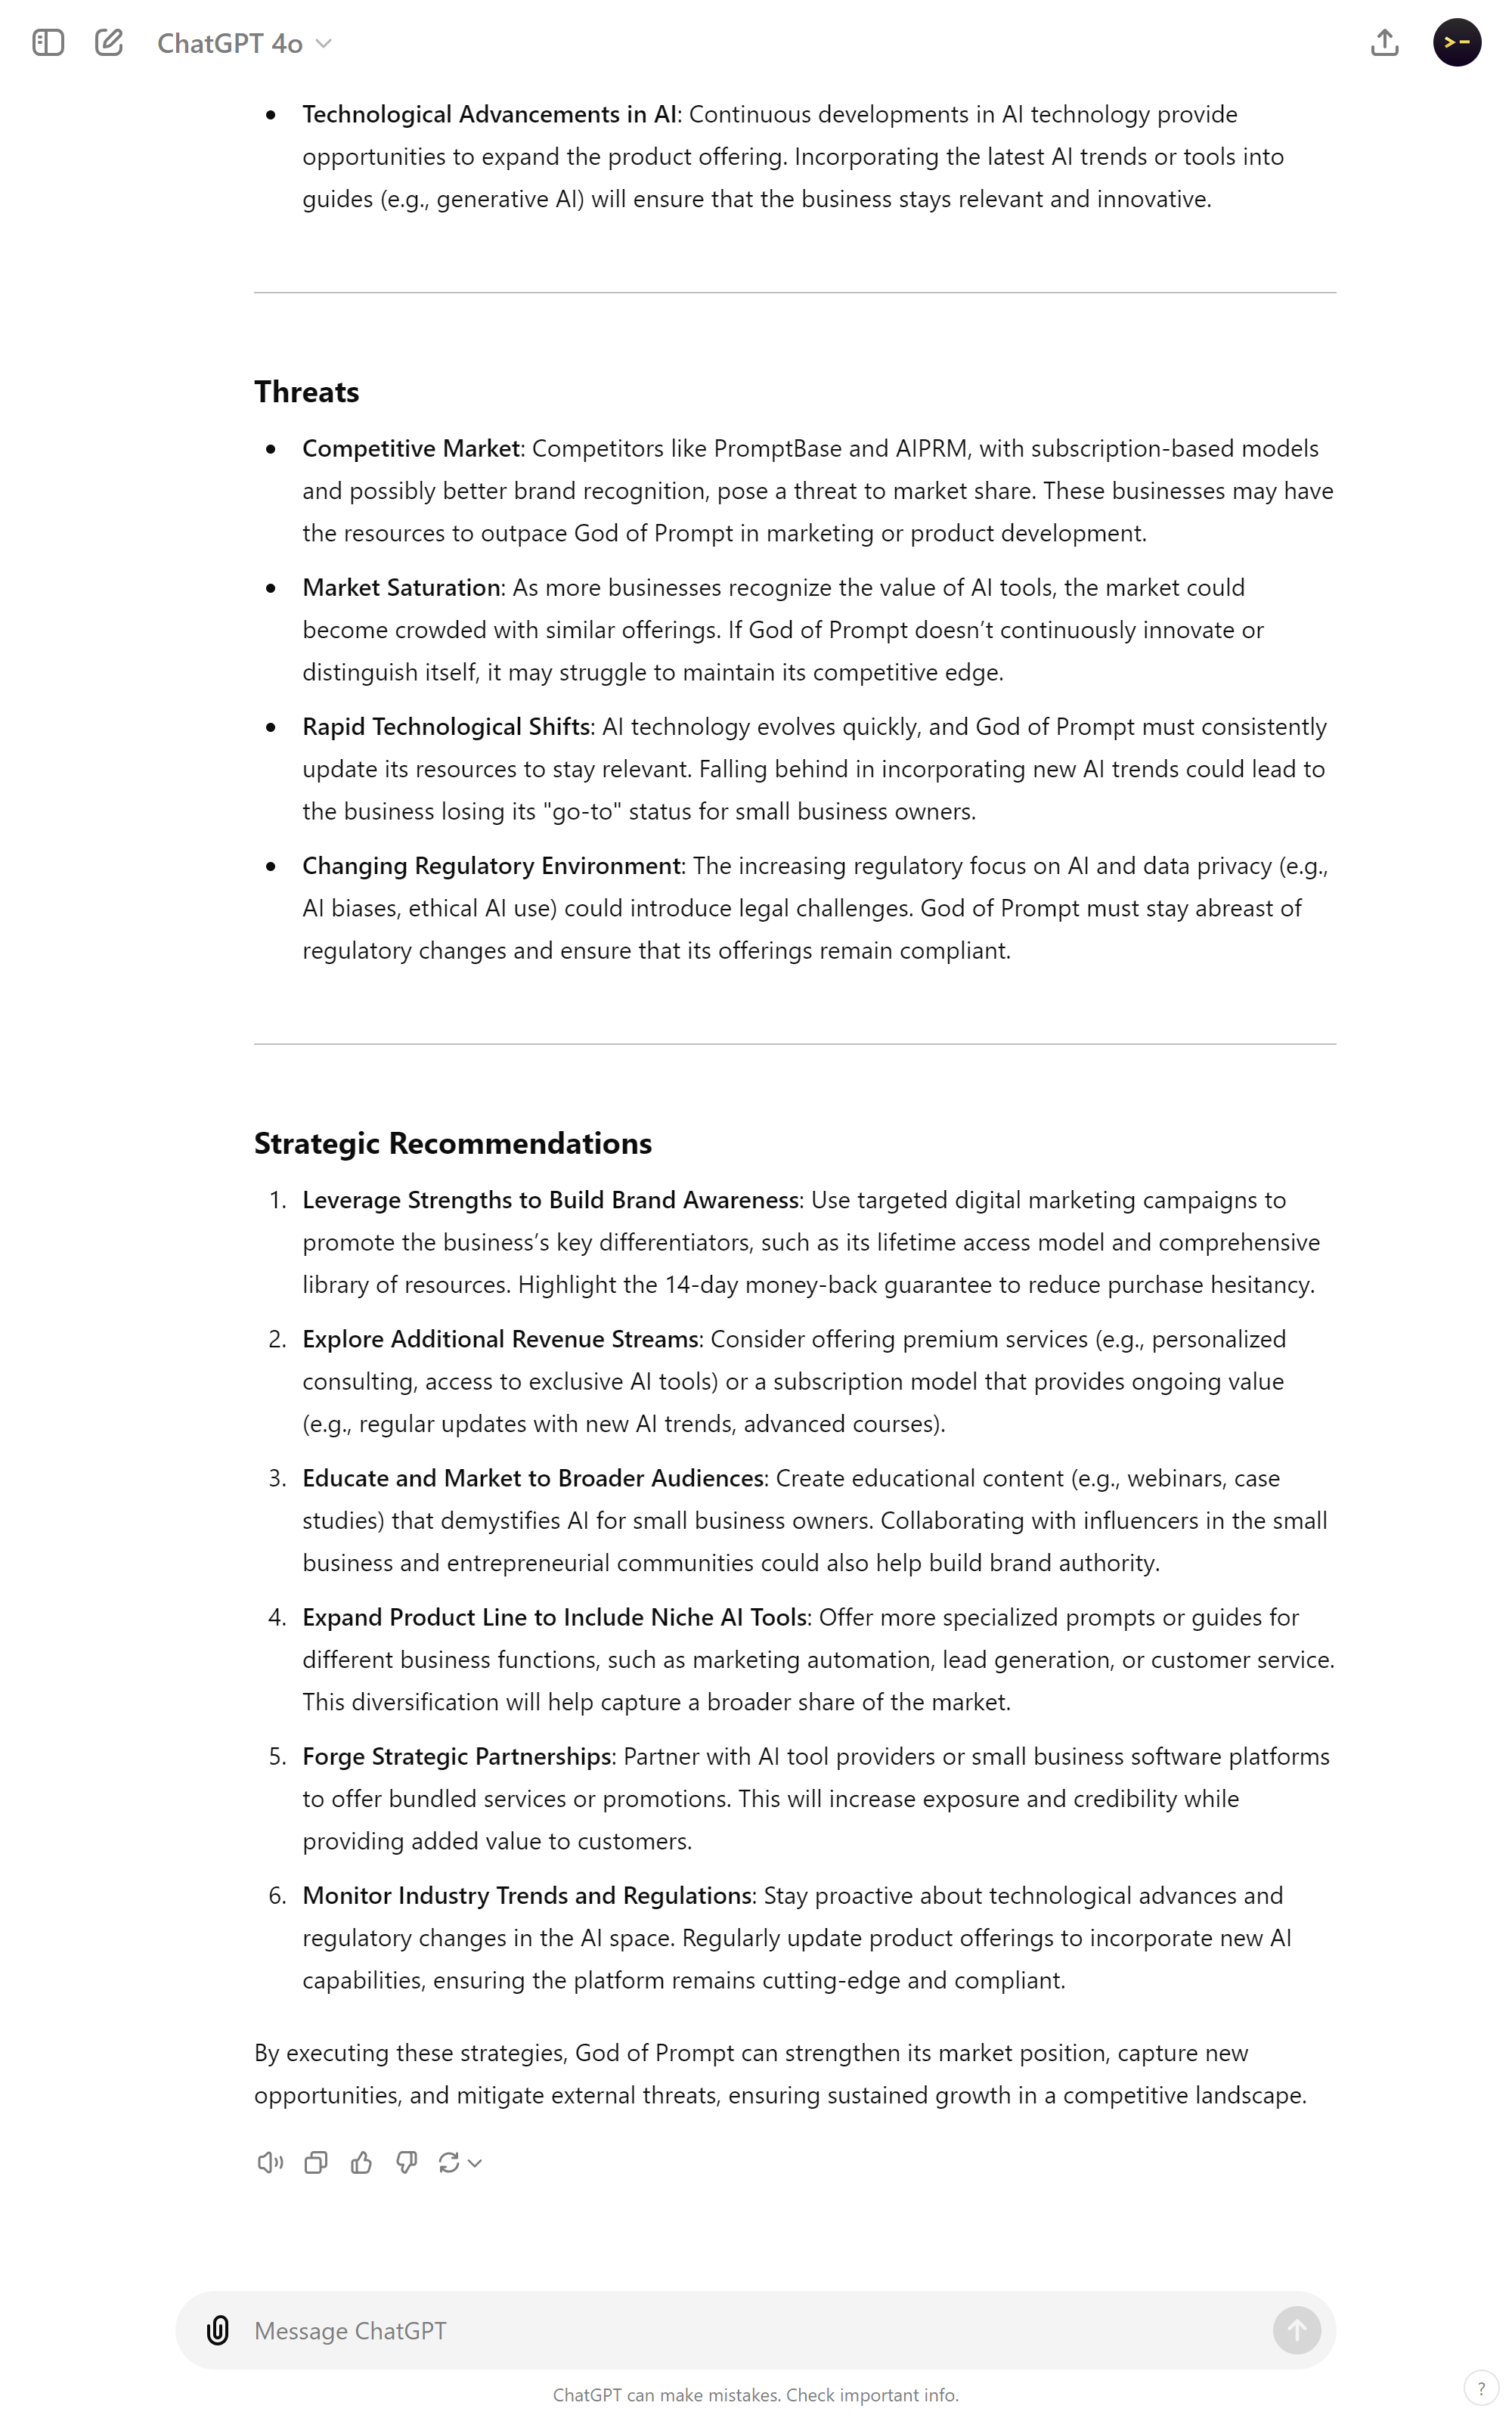 ChatGPT 4o
• Technological Advancements in AI: Continuous developments in AI technology provide
opportunities to expand the product offering. Incorporating the latest AI trends or tools into
guides (e.g., generative AI) will ensure that the business stays relevant and innovative.
Threats
• Competitive Market: Competitors like PromptBase and AIPRM, with subscription-based models
and possibly better brand recognition, pose a threat to market share. These businesses may have
the resources to outpace God of Prompt in marketing or product development.
• Market Saturation: As more businesses recognize the value of AI tools, the market could
become crowded with similar offerings. If God of Prompt doesn’t continuously innovate or
distinguish itself, it may struggle to maintain its competitive edge.
• Rapid Technological Shifts: AI technology evolves quickly, and God of Prompt must consistently
update its resources to stay relevant. Falling behind in incorporating new AI trends could lead to
the business losing its "go-to" status for small business owners.
• Changing Regulatory Environment: The increasing regulatory focus on AI and data privacy (e.g.,
AI biases, ethical AI use) could introduce legal challenges. God of Prompt must stay abreast of
regulatory changes and ensure that its offerings remain compliant.
Strategic Recommendations
1. Leverage Strengths to Build Brand Awareness: Use targeted digital marketing campaigns to
promote the business’s key differentiators, such as its lifetime access model and comprehensive
library of resources. Highlight the 14-day money-back guarantee to reduce purchase hesitancy.
2. Explore Additional Revenue Streams: Consider offering premium services (e.g., personalized
consulting, access to exclusive AI tools) or a subscription model that provides ongoing value
(e.g., regular updates with new AI trends, advanced courses).
3. Educate and Market to Broader Audiences: Create educational content (e.g., webinars, case
studies) that demystifies AI for small business owners. Collaborating with influencers in the small
business and entrepreneurial communities could also help build brand authority.
4. Expand Product Line to Include Niche AI Tools: Offer more specialized prompts or guides for
different business functions, such as marketing automation, lead generation, or customer service.
This diversification will help capture a broader share of the market.
5. Forge Strategic Partnerships: Partner with AI tool providers or small business software platforms
to offer bundled services or promotions. This will increase exposure and credibility while
providing added value to customers.
6. Monitor Industry Trends and Regulations: Stay proactive about technological advances and
regulatory changes in the AI space. Regularly update product offerings to incorporate new AI
capabilities, ensuring the platform remains cutting-edge and compliant.
By executing these strategies, God of Prompt can strengthen its market position, capture new
opportunities, and mitigate external threats, ensuring sustained growth in a competitive landscape.
Message ChatGPT
ChatGPT can make mistakes. Check important info.
?